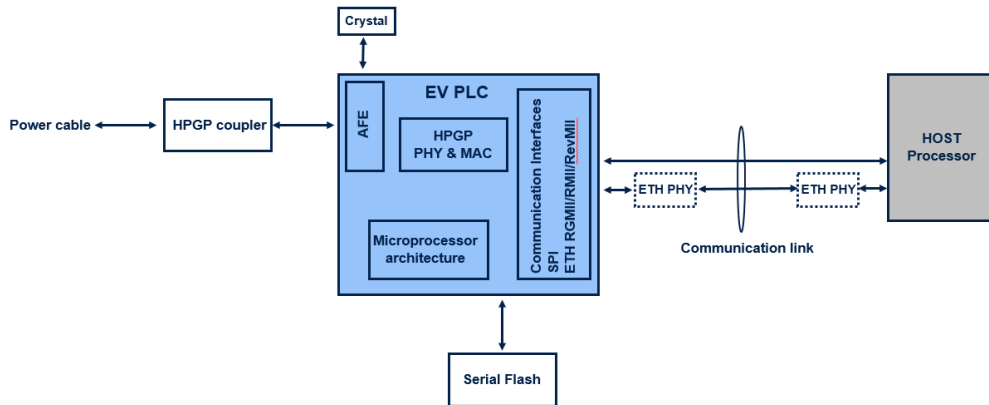 Crystal
EV PLC
AFE
HPGP
PHY & MAC
Communication Interfaces
SPI
ETH RGMII/RMII/RevMII
Microprocessor
architecture
Power cable
HPGP coupler
HOST
Processor
ETH PHY
ETH PHY
Communication link
Serial Flash